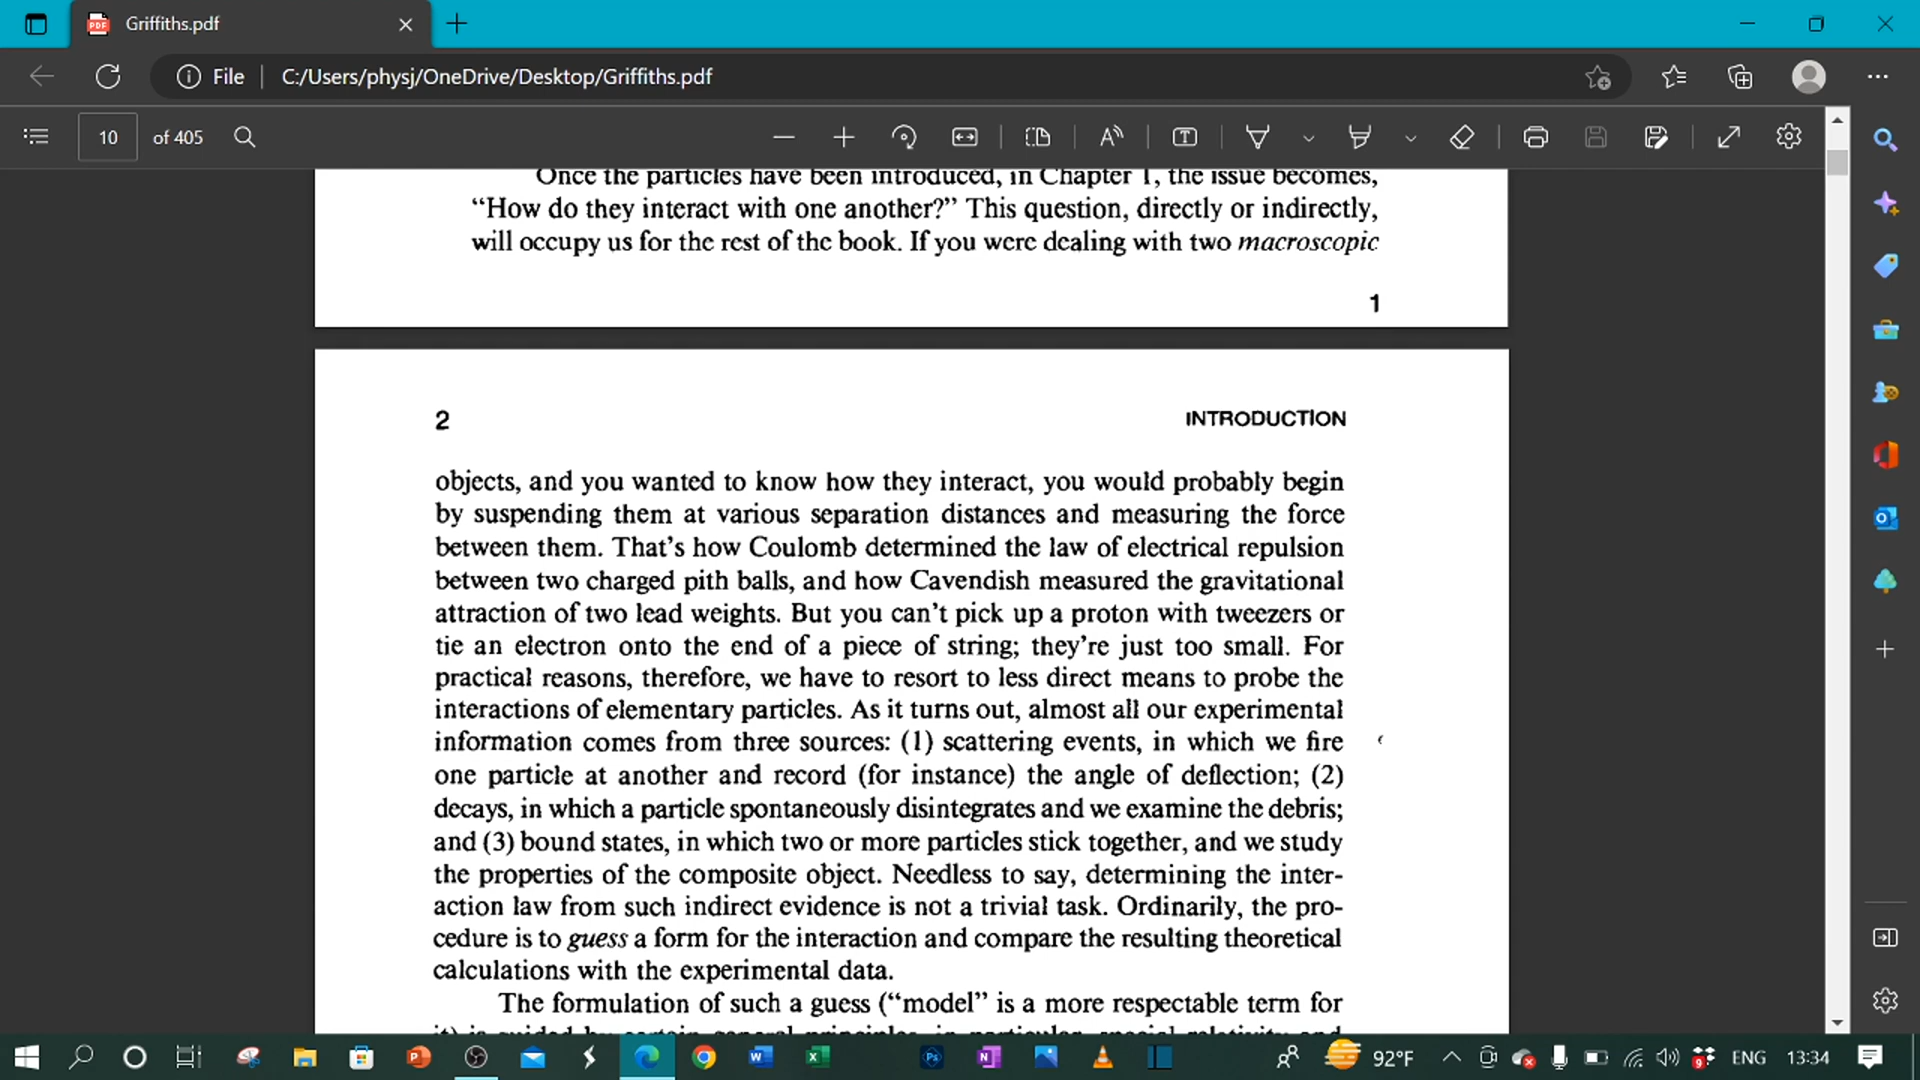 Griffiths.pdf
File
C:/Users/physj/OneDrive/Desktop/Griffiths.pdf
10 of 405
Once the particles have been introduced, in Chapter 1, the issue becomes,
“How do they interact with one another?” This question, directly or indirectly,
will occupy us for the rest of the book. If you were dealing with two macroscopic
1
2 INTRODUCTION
objects, and you wanted to know how they interact, you would probably begin
by suspending them at various separation distances and measuring the force
between them. That’s how Coulomb determined the law of electrical repulsion
between two charged pith balls, and how Cavendish measured the gravitational
attraction of two lead weights. But you can’t pick up a proton with tweezers or
tie an electron onto the end of a piece of string; they’re just too small. For
practical reasons, therefore, we have to resort to less direct means to probe the
interactions of elementary particles. As it turns out, almost all our experimental
information comes from three sources: (1) scattering events, in which we fire
one particle at another and record (for instance) the angle of deflection; (2)
decays, in which a particle spontaneously disintegrates and we examine the debris;
and (3) bound states, in which two or more particles stick together, and we study
the properties of the composite object. Needless to say, determining the inter-
action law from such indirect evidence is not a trivial task. Ordinarily, the pro-
cedure is to guess a form for the interaction and compare the resulting theoretical
calculations with the experimental data.
The formulation of such a guess (“model” is a more respectable term for
it) is guided by certain general principles, in particular, special relativity and
92°F ENG 13:34